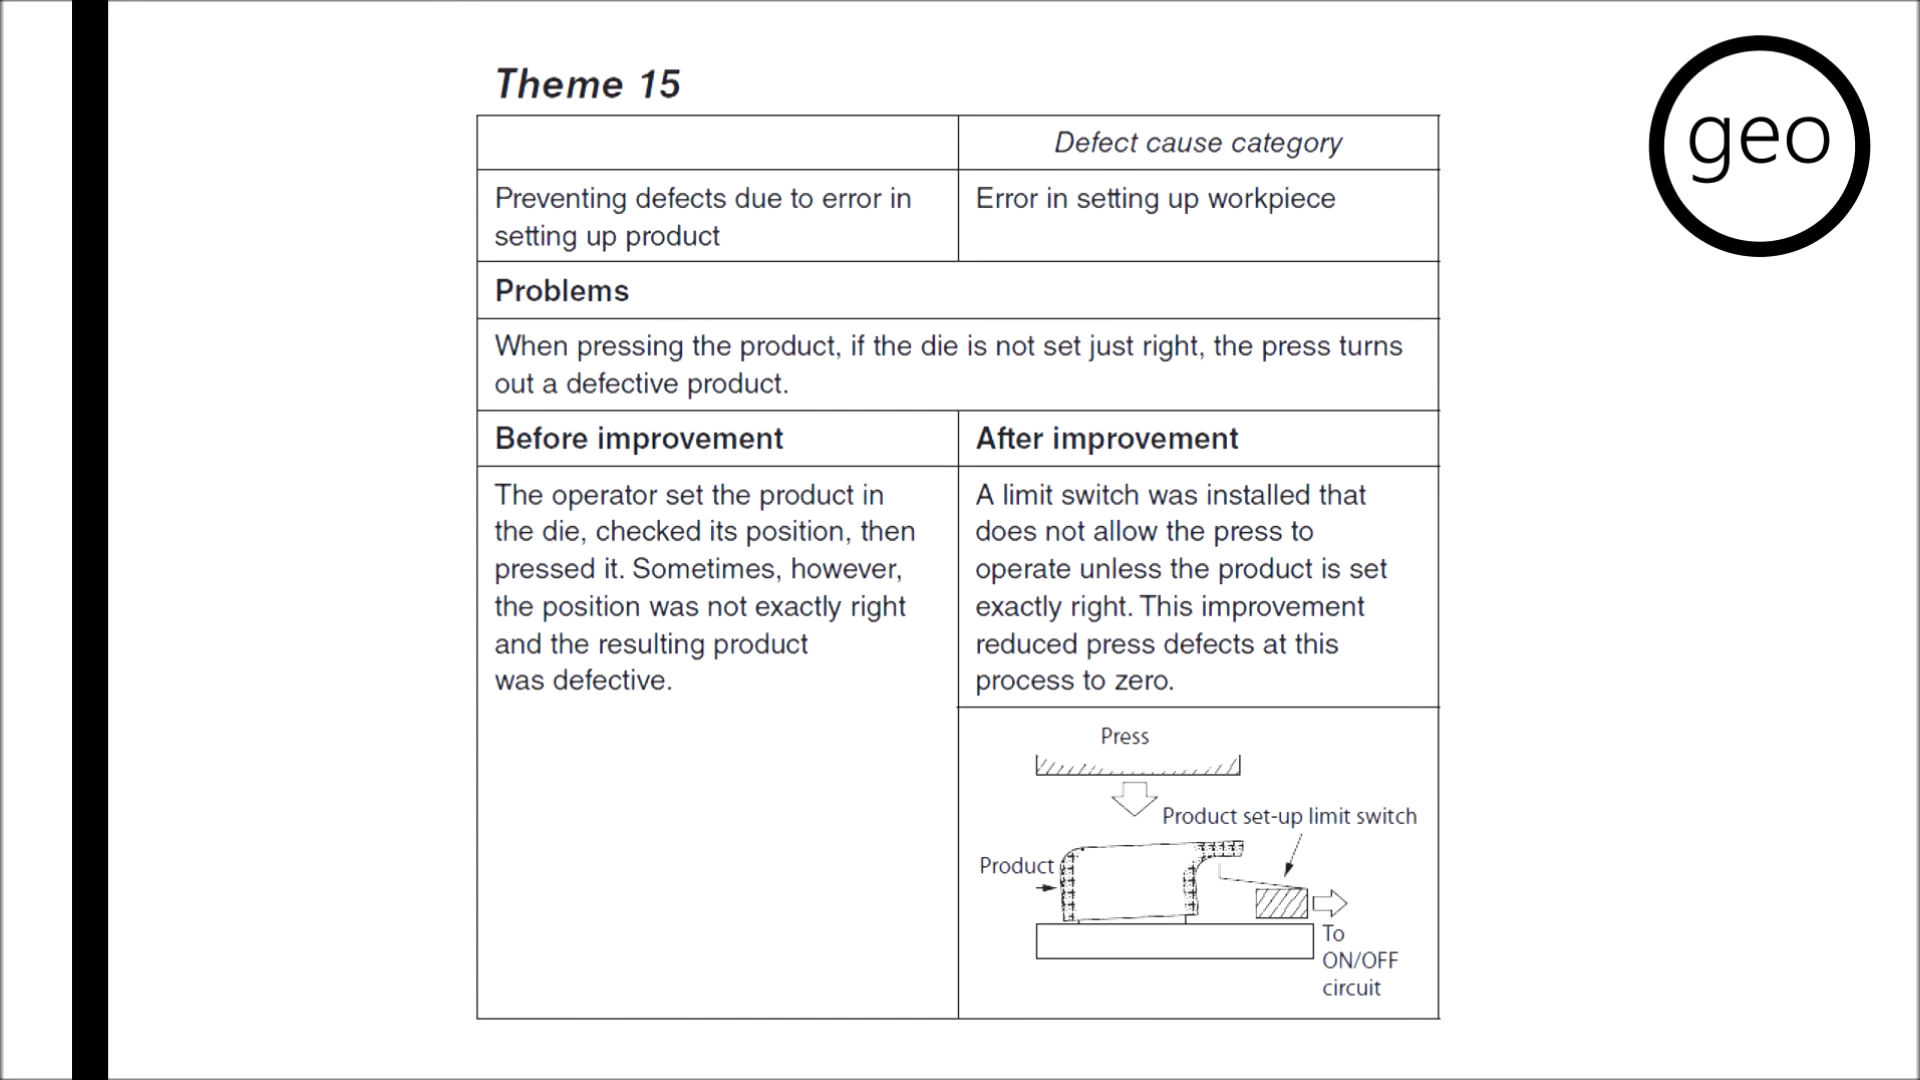 geo
Theme 15
Defect cause category
Preventing defects due to error in
setting up product
Error in setting up workpiece
Problems
When pressing the product, if the die is not set just right, the press turns
out a defective product.
Before improvement
The operator set the product in
the die, checked its position, then
pressed it. Sometimes, however,
the position was not exactly right
and the resulting product
was defective.
After improvement
A limit switch was installed that
does not allow the press to
operate unless the product is set
exactly right. This improvement
reduced press defects at this
process to zero.
Press
Product set-up limit switch
Product
To
ON/OFF
circuit